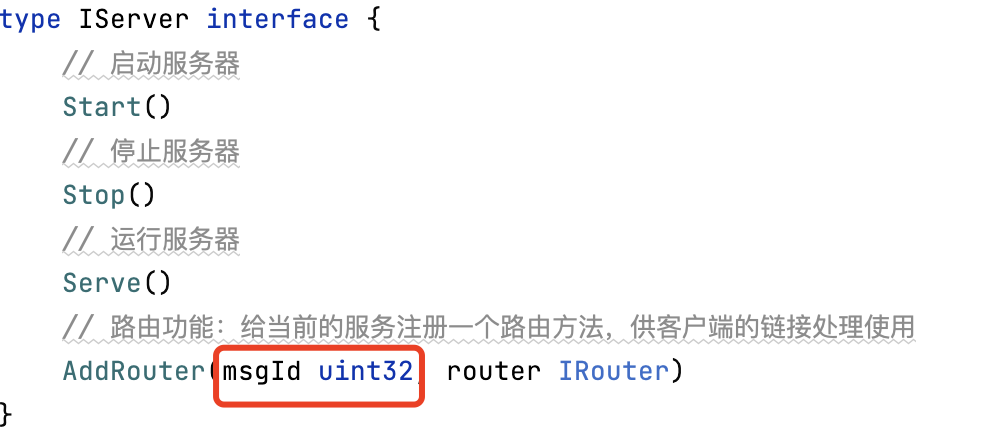 type IServer interface {
// 启动服务器
Start()
// 停止服务器
Stop()
// 运行服务器
Serve()
// 路由功能：给当前的服务注册一个路由方法，供客户端的链接处理使用
AddRouter(msgId uint32, router IRouter)
}